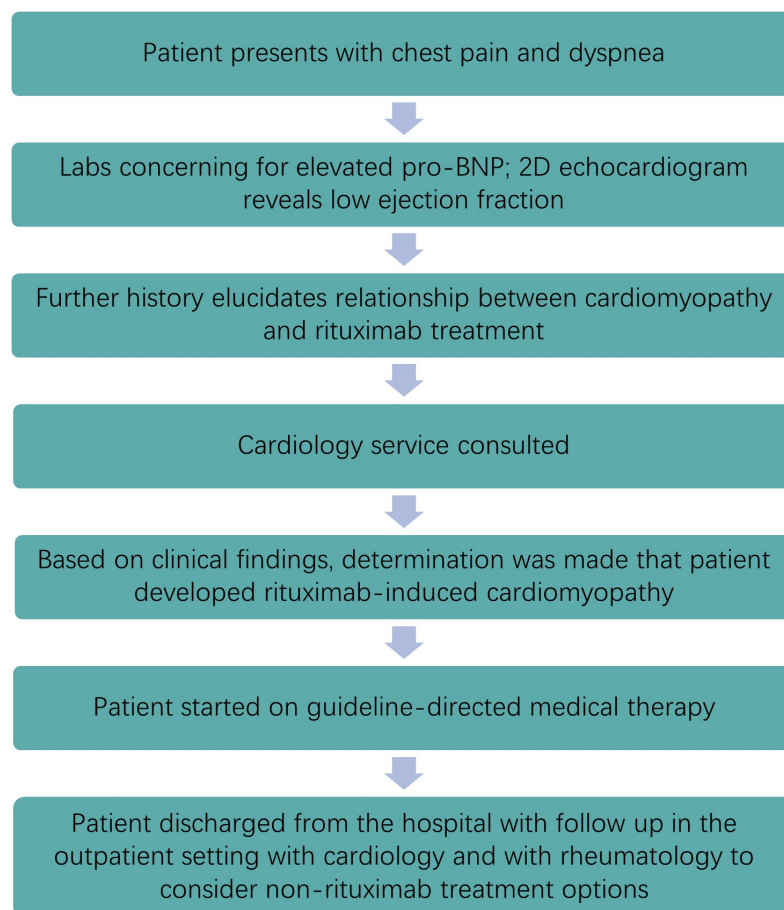 Patient presents with chest pain and dyspnea
Labs concerning for elevated pro-BNP; 2D echocardiogram
reveals low ejection fraction
Further history elucidates relationship between cardiomyopathy
and rituximab treatment
Cardiology service consulted
Based on clinical findings, determination was made that patient
developed rituximab-induced cardiomyopathy
Patient started on guideline-directed medical therapy
Patient discharged from the hospital with follow up in the
outpatient setting with cardiology and with rheumatology to
consider non-rituximab treatment options